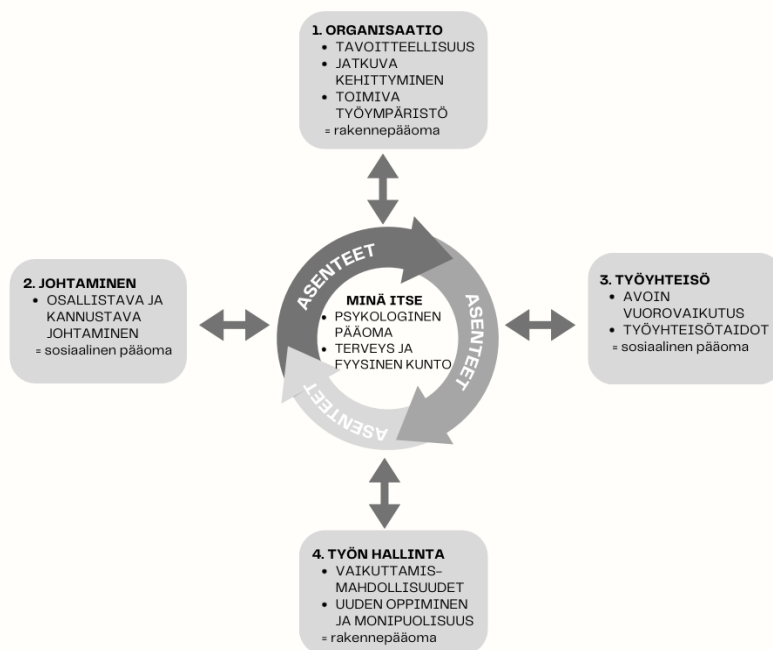 1. ORGANISAATIO
• TAVOITTEELLISUUS
• JATKUVA
KEHITTYMINEN
• TOIMIVA
TYÖYMPÄRISTÖ
= rakennepääoma
2. JOHTAMINEN
• OSALLISTAVA JA
KANNUSTAVA
JOHTAMINEN
= sosiaalinen pääoma
ASENTEET
ASENTEET
ASENTEET
MINÄ ITSE
• PSYKOLOGINEN
PÄÄOMA
• TERVEYS JA
FYYSINEN KUNTO
3. TYÖYHTEISÖ
• AVOIN
VUOROVAIKUTUS
• TYÖYHTEISÖTAIDOT
= sosiaalinen pääoma
4. TYÖN HALLINTA
• VAIKUTTAMIS-
MAHDOLLISUUDET
• UUDEN OPPIMINEN
JA MONIPUOLISUUS
= rakennepääoma